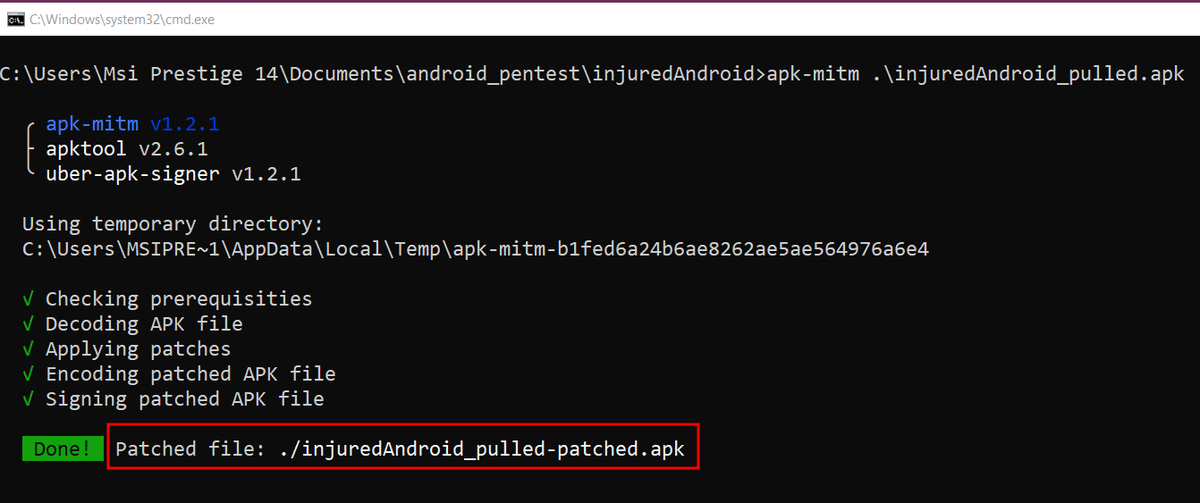 C:\Windows\system32\cmd.exe
C:\Users\Msi Prestige 14\Documents\android_pentest\injuredAndroid>apk-mitm .\injuredAndroid_pulled.apk
apk-mitm v1.2.1
apktool v2.6.1
uber-apk-signer v1.2.1
Using temporary directory:
C:\Users\MSIPRE~1\AppData\Local\Temp\apk-mitm-b1fed6a24b6ae8262ae5ae564976a6e4
√ Checking prerequisities
√ Decoding APK file
√ Applying patches
√ Encoding patched APK file
√ Signing patched APK file
Done! Patched file: ./injuredAndroid_pulled-patched.apk